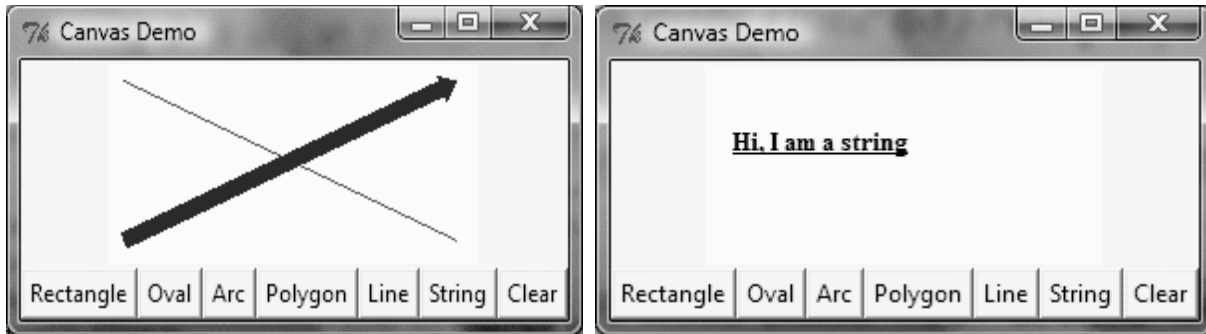 Canvas Demo
Rectangle Oval Arc Polygon Line String Clear
Canvas Demo
Hi, I am a string
Rectangle Oval Arc Polygon Line String Clear